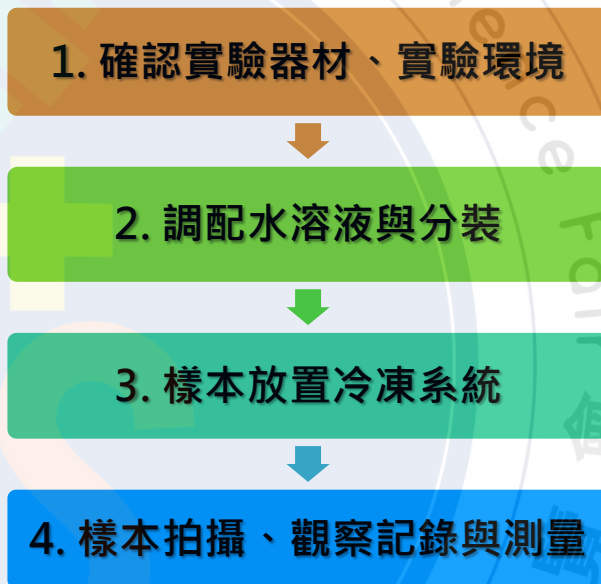 1. 確認實驗器材、實驗環境
2. 調配水溶液與分裝
3. 樣本放置冷凍系統
4. 樣本拍攝、觀察記錄與測量
nce Fair